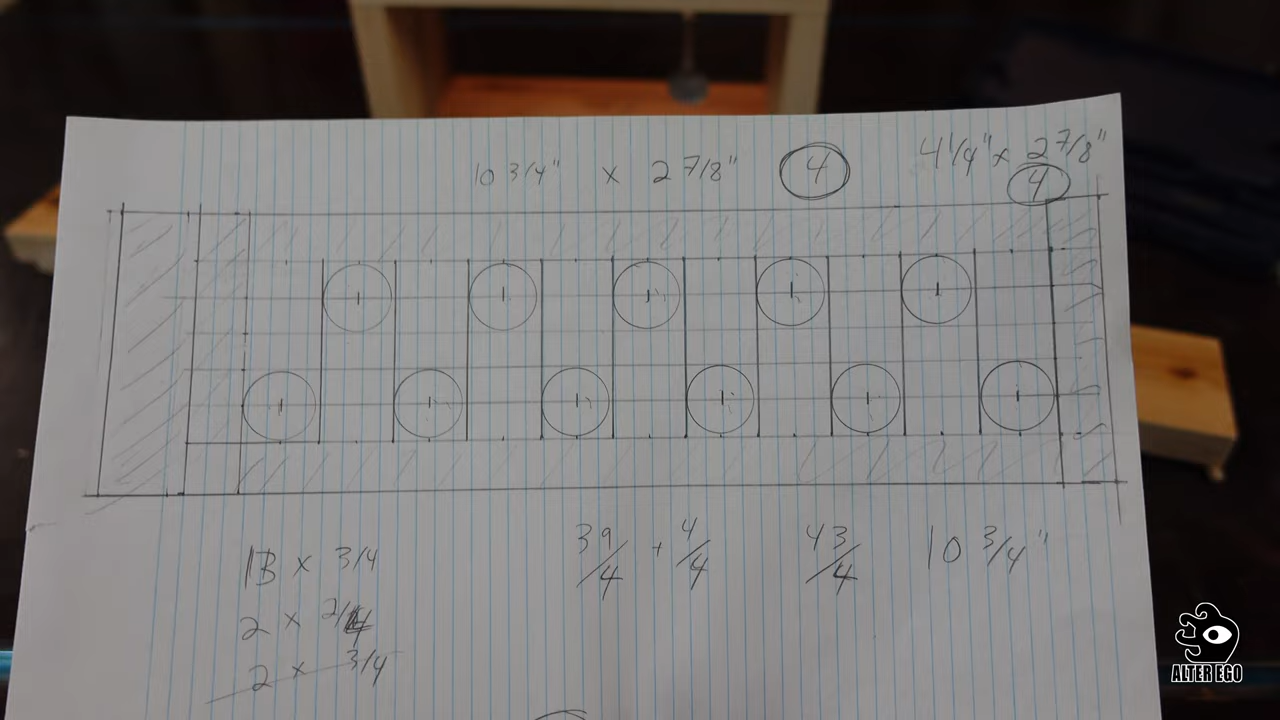 10 3/4" x 2 7/8" 4
4 1/4" x 2 7/8"
4
13 x 3/4
39/4 + 4/4 43/4 10 3/4"
2 x 2/4
2 x 3/4
ALTER EGO